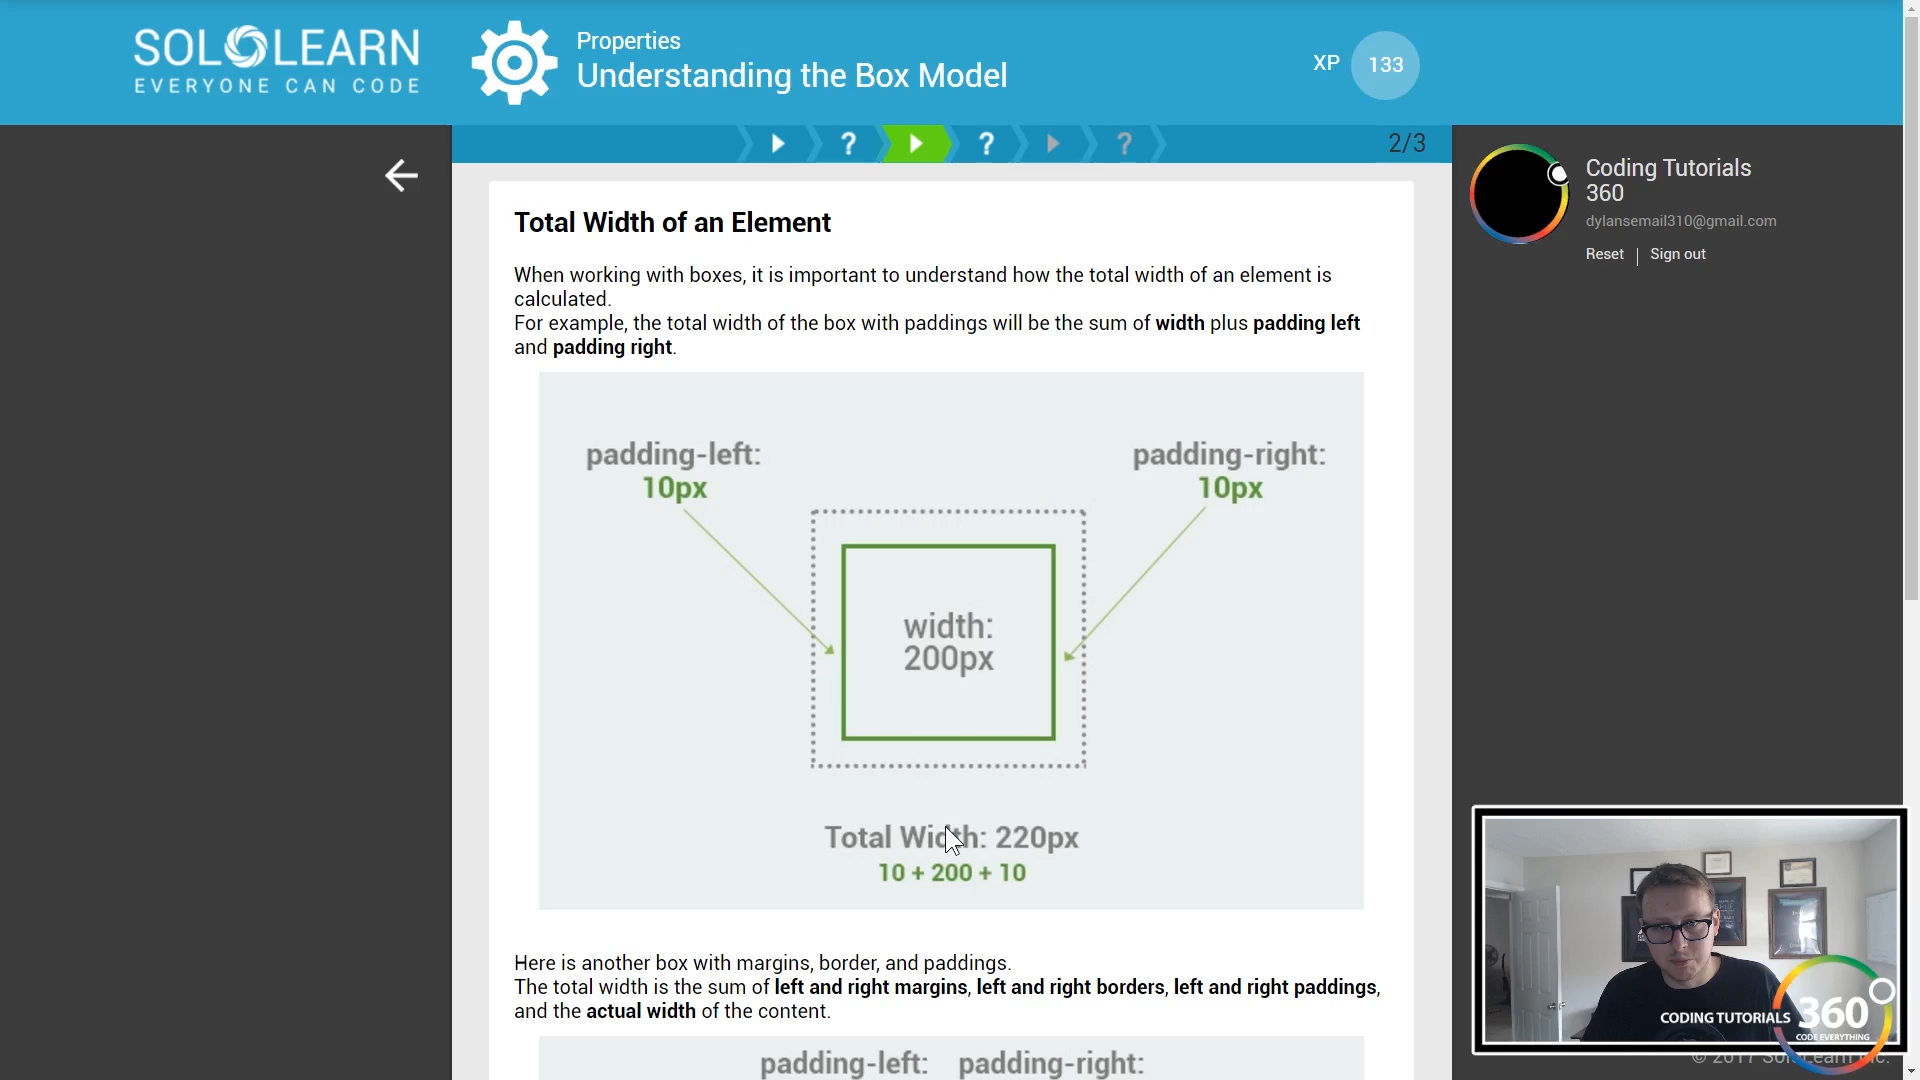 SOLOLEARN
EVERYONE CAN CODE
Properties
Understanding the Box Model
XP 133
? ? ? 2/3
Coding Tutorials
360
dylansemail310@gmail.com
Reset | Sign out
Total Width of an Element
When working with boxes, it is important to understand how the total width of an element is
calculated.
For example, the total width of the box with paddings will be the sum of width plus padding left
and padding right.
padding-left: padding-right:
10px 10px
width:
200px
Total Width: 220px
10 + 200 + 10
Here is another box with margins, border, and paddings.
The total width is the sum of left and right margins, left and right borders, left and right paddings,
and the actual width of the content.
padding-left: padding-right:
CODING TUTORIALS 360
CODE EVERYTHING
© 2017 SoloLearn Inc.